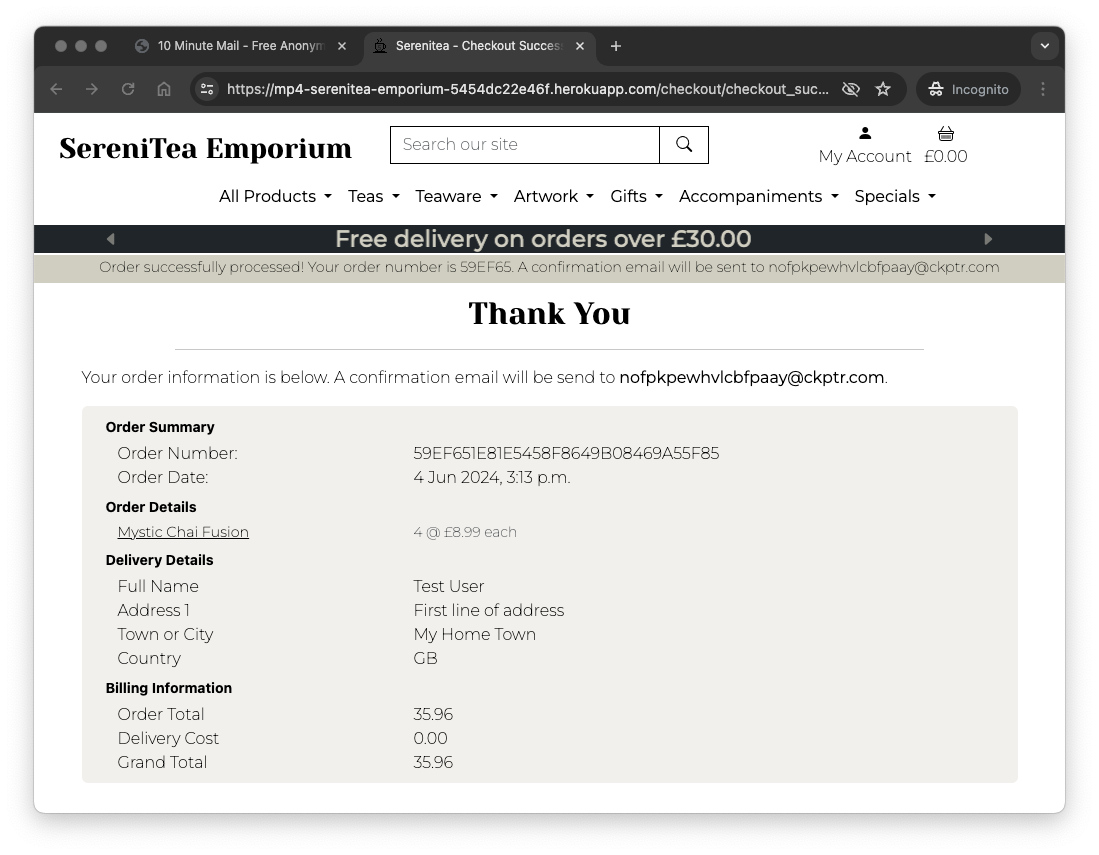 10 Minute Mail - Free Anonym
Serenitea - Checkout Success
https://mp4-serenitea-emporium-5454dc22e46f.herokuapp.com/checkout/checkout_suc...
Incognito
SereniTea Emporium
Search our site
My Account
£0.00
All Products
Teas
Teaware
Artwork
Gifts
Accompaniments
Specials
Free delivery on orders over £30.00
Order successfully processed! Your order number is 59EF65. A confirmation email will be sent to nofpkpewhvlcbfpaay@ckptr.com
Thank You
Your order information is below. A confirmation email will be send to nofpkpewhvlcbfpaay@ckptr.com.
Order Summary
Order Number: 59EF651E81E5458F8649B08469A55F85
Order Date: 4 Jun 2024, 3:13 p.m.
Order Details
Mystic Chai Fusion 4 @ £8.99 each
Delivery Details
Full Name Test User
Address 1 First line of address
Town or City My Home Town
Country GB
Billing Information
Order Total 35.96
Delivery Cost 0.00
Grand Total 35.96